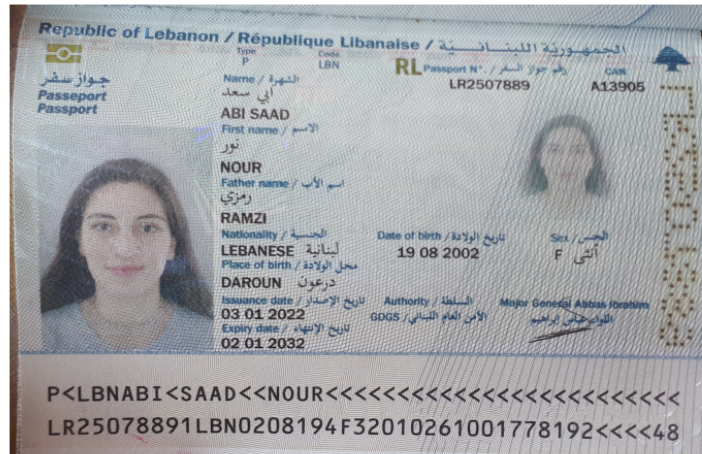 Republic of Lebanon / République Libanaise / الجمهورية اللبنانية
Type Code Passport N°. / رقم جواز السفر CAN
P LBN RL LR2507889 A13905
جواز سفر
Passeport
Passport
Name / الشهرة
أبي سعد
ABI SAAD
First name / الاسم
نور
NOUR
Father name / اسم الأب
رمزي
RAMZI
Nationality / الجنسية Date of birth / تاريخ الولادة Sex / الجنس
LEBANESE لبنانية 19 08 2002 F أنثى
Place of birth / محل الولادة
DAROUN درعون
Issuance date / تاريخ الإصدار Authority / السلطة Major General Abbas Ibrahim
03 01 2022 GDGS / الأمن العام اللبناني اللواء عباس إبراهيم
Expiry date / تاريخ الإنتهاء
02 01 2032
P<LBNABI<SAAD<<NOUR<<<<<<<<<<<<<<<<<<<<<<<<<
LR25078891LBN0208194F32010261001778192<<<<48